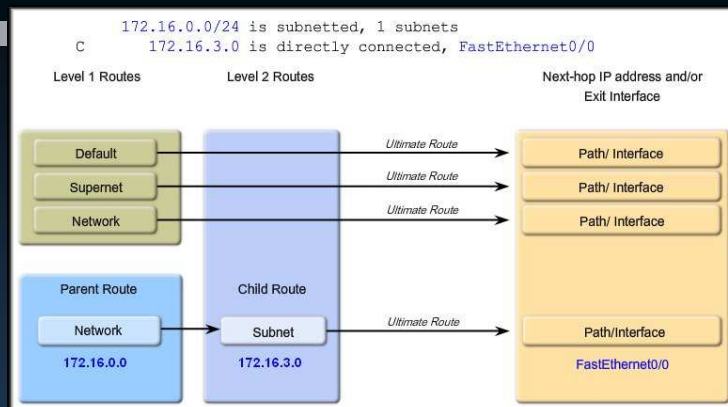 172.16.0.0/24 is subnetted, 1 subnets
C 172.16.3.0 is directly connected, FastEthernet0/0
Level 1 Routes
Level 2 Routes
Next-hop IP address and/or
Exit Interface
Default
Ultimate Route
Path/ Interface
Supernet
Ultimate Route
Path/ Interface
Network
Ultimate Route
Path/ Interface
Parent Route
Child Route
Network
Subnet
Ultimate Route
Path/Interface
172.16.0.0
172.16.3.0
FastEthernet0/0